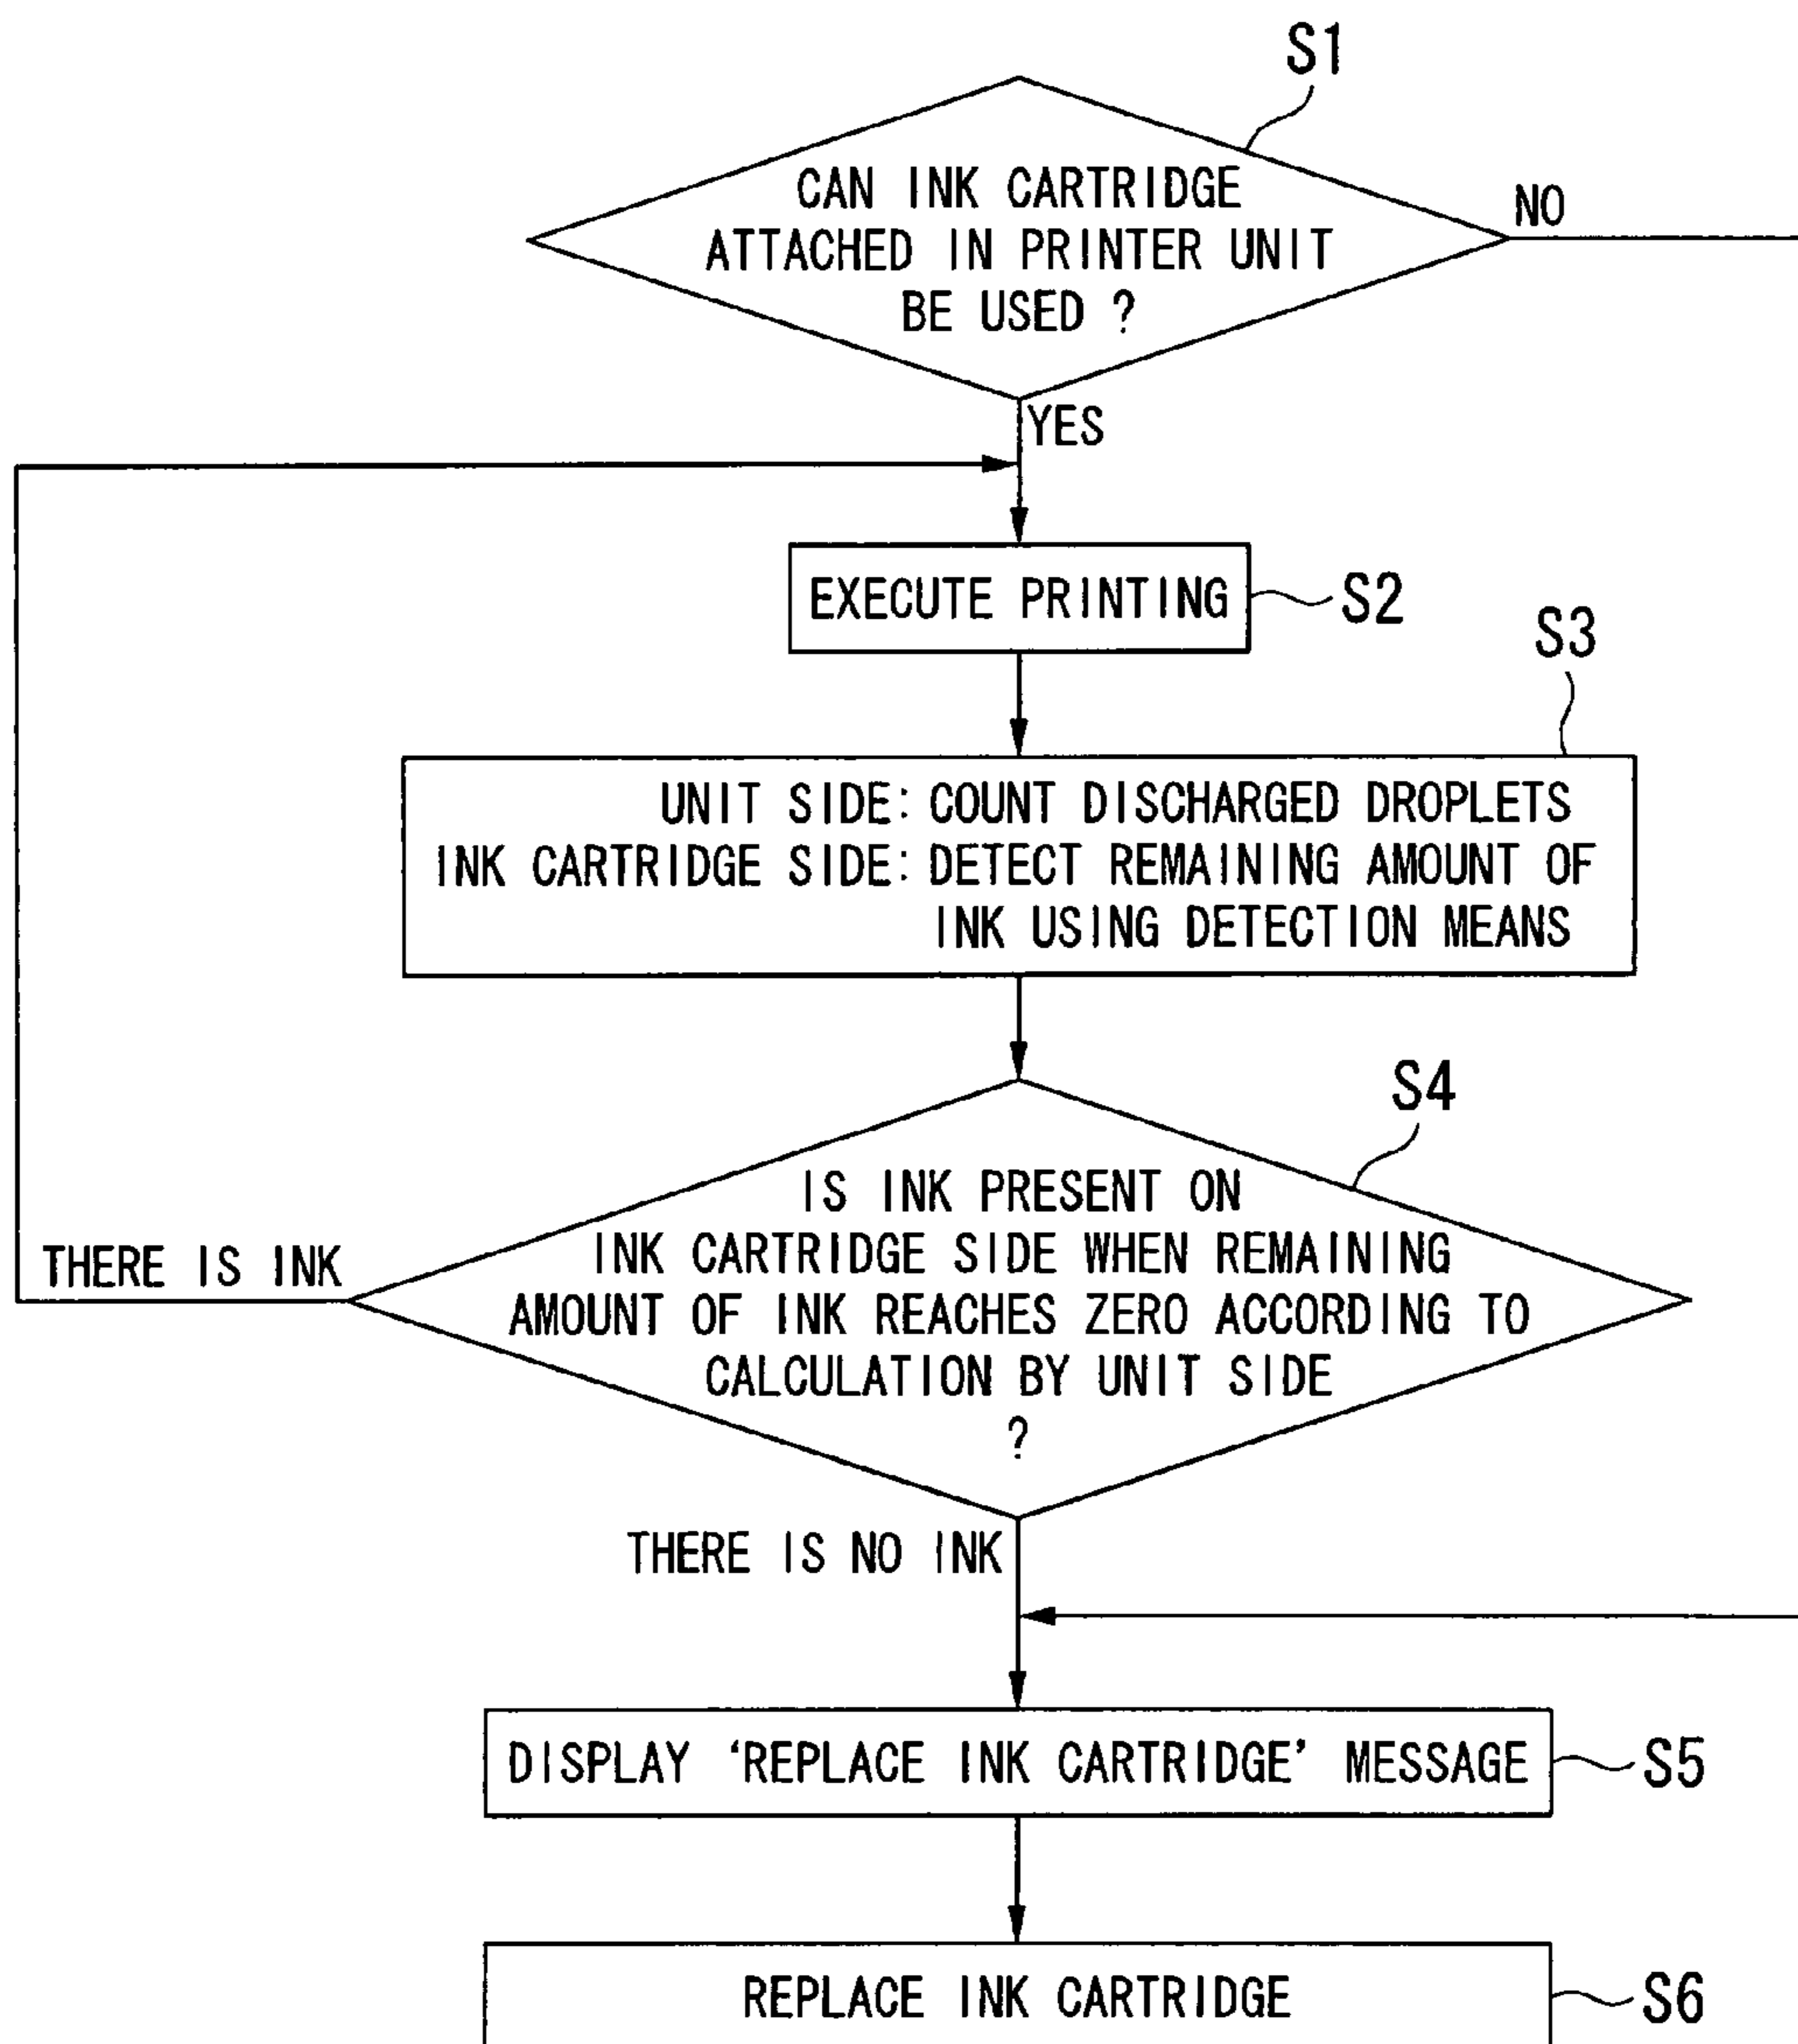 S1
CAN INK CARTRIDGE
ATTACHED IN PRINTER UNIT
BE USED ?
NO
YES
EXECUTE PRINTING
S2
S3
UNIT SIDE: COUNT DISCHARGED DROPLETS
INK CARTRIDGE SIDE: DETECT REMAINING AMOUNT OF
INK USING DETECTION MEANS
S4
IS INK PRESENT ON
INK CARTRIDGE SIDE WHEN REMAINING
AMOUNT OF INK REACHES ZERO ACCORDING TO
CALCULATION BY UNIT SIDE
?
THERE IS INK
THERE IS NO INK
DISPLAY ‘REPLACE INK CARTRIDGE’ MESSAGE
S5
REPLACE INK CARTRIDGE
S6